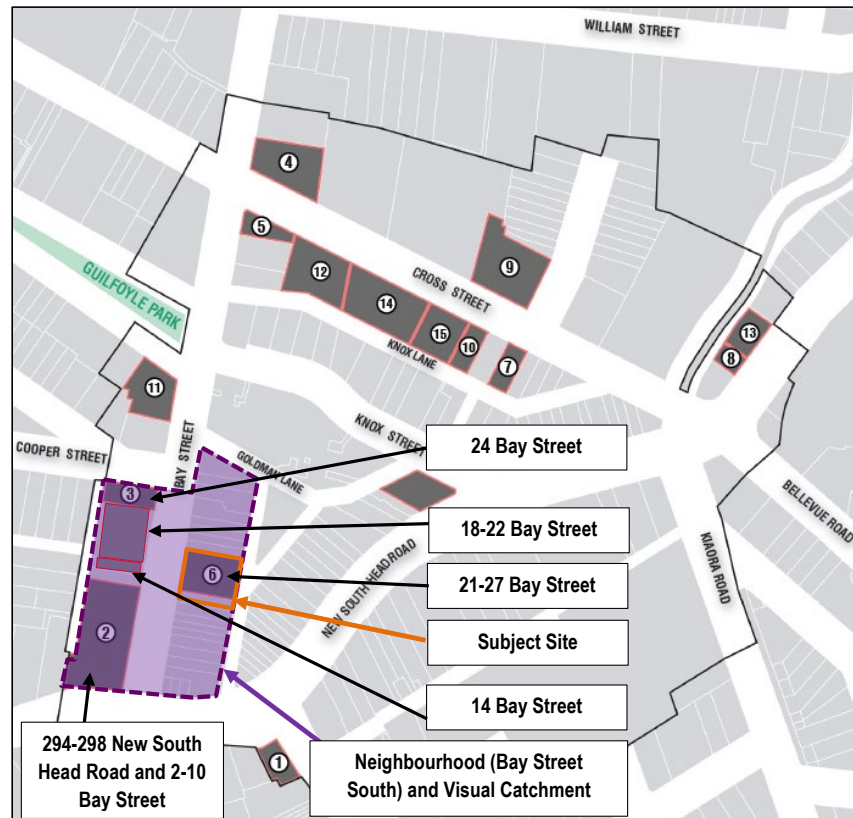 WILLIAM STREET
4
5
GUILFOYLE PARK
12
CROSS STREET
9
14
15
10
7
KNOX LANE
13
8
11
KNOX STREET
COOPER STREET
BAY STREET
GOLDMAN LANE
24 Bay Street
3
18-22 Bay Street
BELLEVUE ROAD
KIAORA ROAD
6
21-27 Bay Street
NEW SOUTH HEAD ROAD
2
Subject Site
14 Bay Street
294-298 New South
Head Road and 2-10
Bay Street
1
Neighbourhood (Bay Street
South) and Visual Catchment